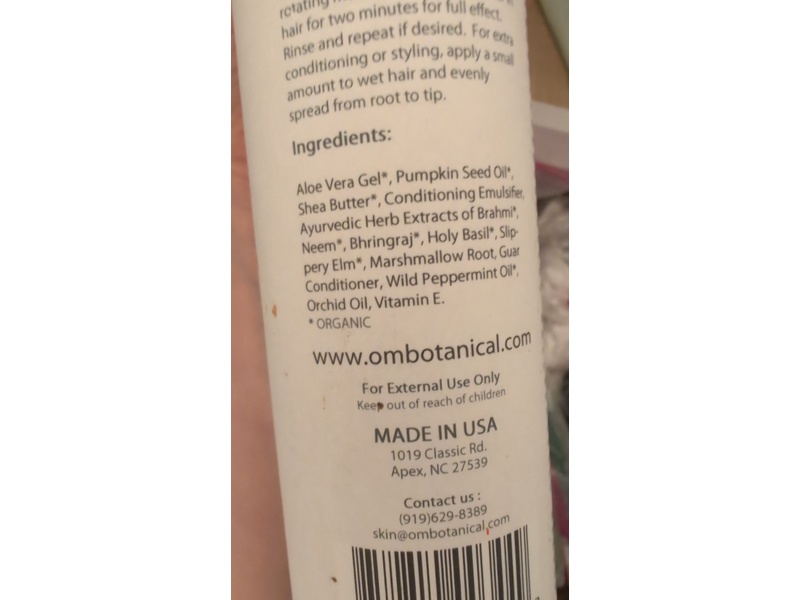 rotating
hair for two minutes for full effect.
Rinse and repeat if desired. For extra
conditioning or styling, apply a small
amount to wet hair and evenly
spread from root to tip.
Ingredients:
Aloe Vera Gel*, Pumpkin Seed Oil*,
Shea Butter*, Conditioning Emulsifier,
Ayurvedic Herb Extracts of Brahmi*,
Neem*, Bhringraj*, Holy Basil*, Slip-
pery Elm*, Marshmallow Root, Guar
Conditioner, Wild Peppermint Oil*,
Orchid Oil, Vitamin E.
* ORGANIC
www.ombotanical.com
For External Use Only
Keep out of reach of children
MADE IN USA
1019 Classic Rd.
Apex, NC 27539
Contact us :
(919)629-8389
skin@ombotanical.com